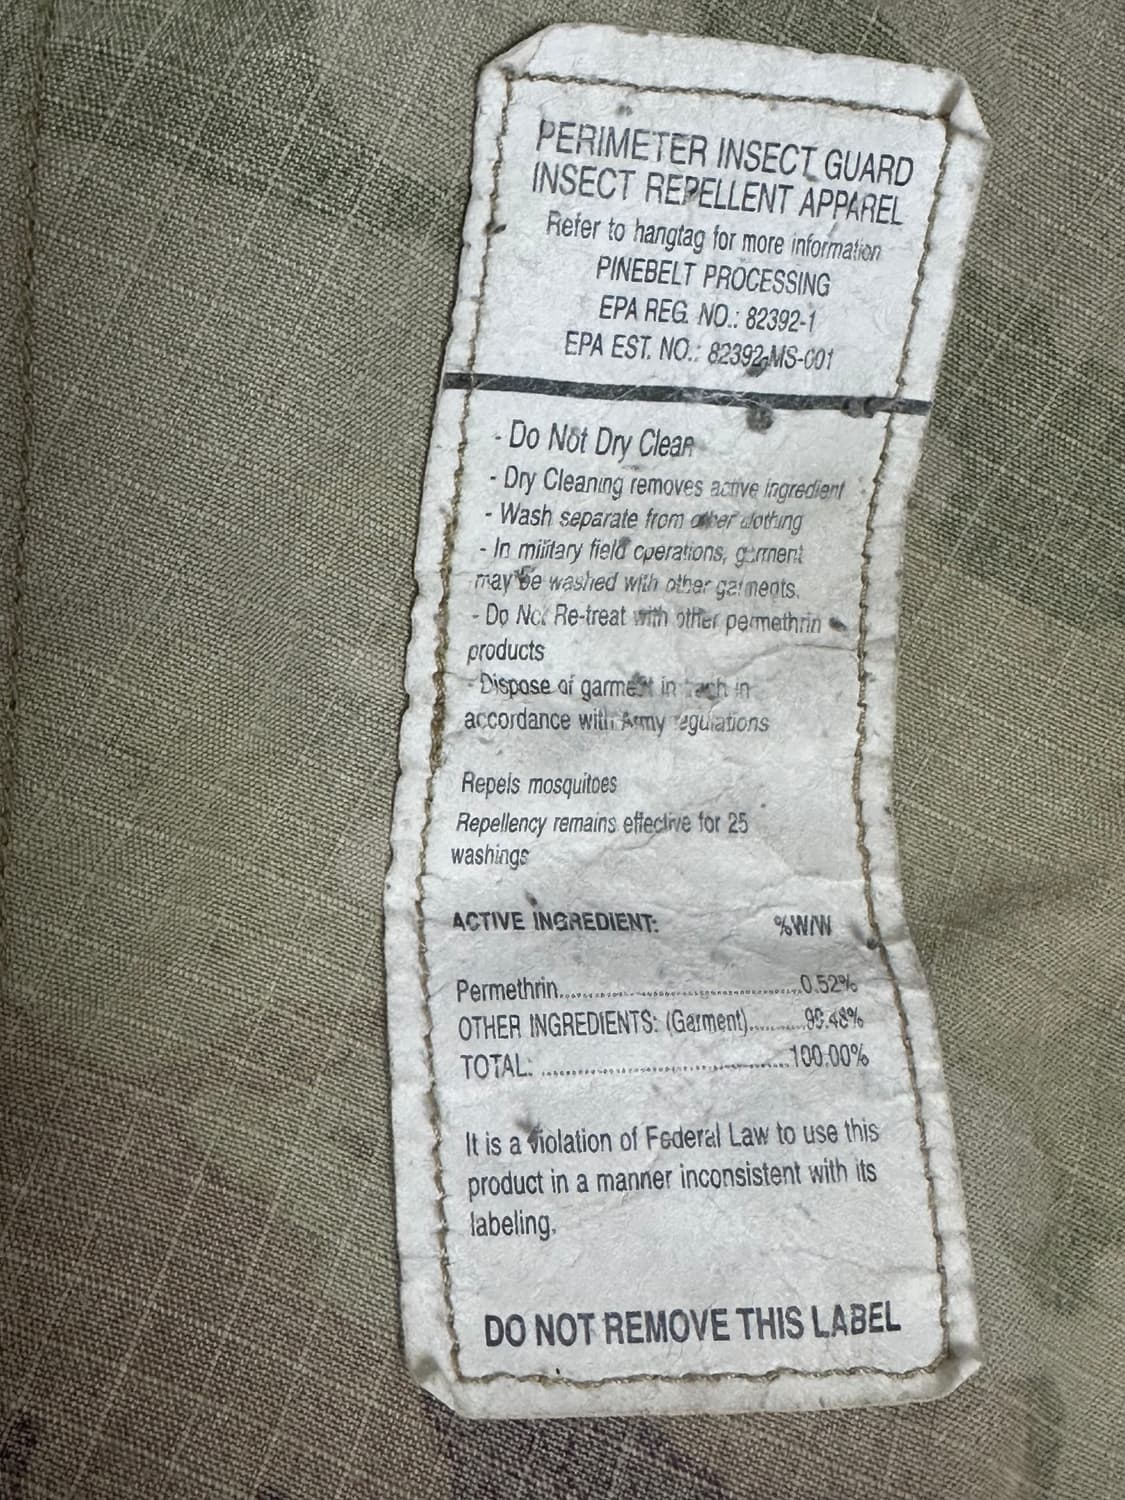 PERIMETER INSECT GUARD
INSECT REPELLENT APPAREL
Refer to hangtag for more information
PINEBELT PROCESSING
EPA REG. NO.: 82392-1
EPA EST. NO.: 82392-MS-001
- Do Not Dry Clean
- Dry Cleaning removes active ingredient
- Wash separate from other clothing
- In military field operations, garment
may be washed with other garments.
- Do Not Re-treat with other permethrin
products
- Dispose of garment in trash in
accordance with Army regulations
Repels mosquitoes
Repellency remains effective for 25
washings
ACTIVE INGREDIENT: %W/W
Permethrin..............................0.52%
OTHER INGREDIENTS: (Garment)..........99.48%
TOTAL: ..............................100.00%
It is a violation of Federal Law to use this
product in a manner inconsistent with its
labeling.
DO NOT REMOVE THIS LABEL